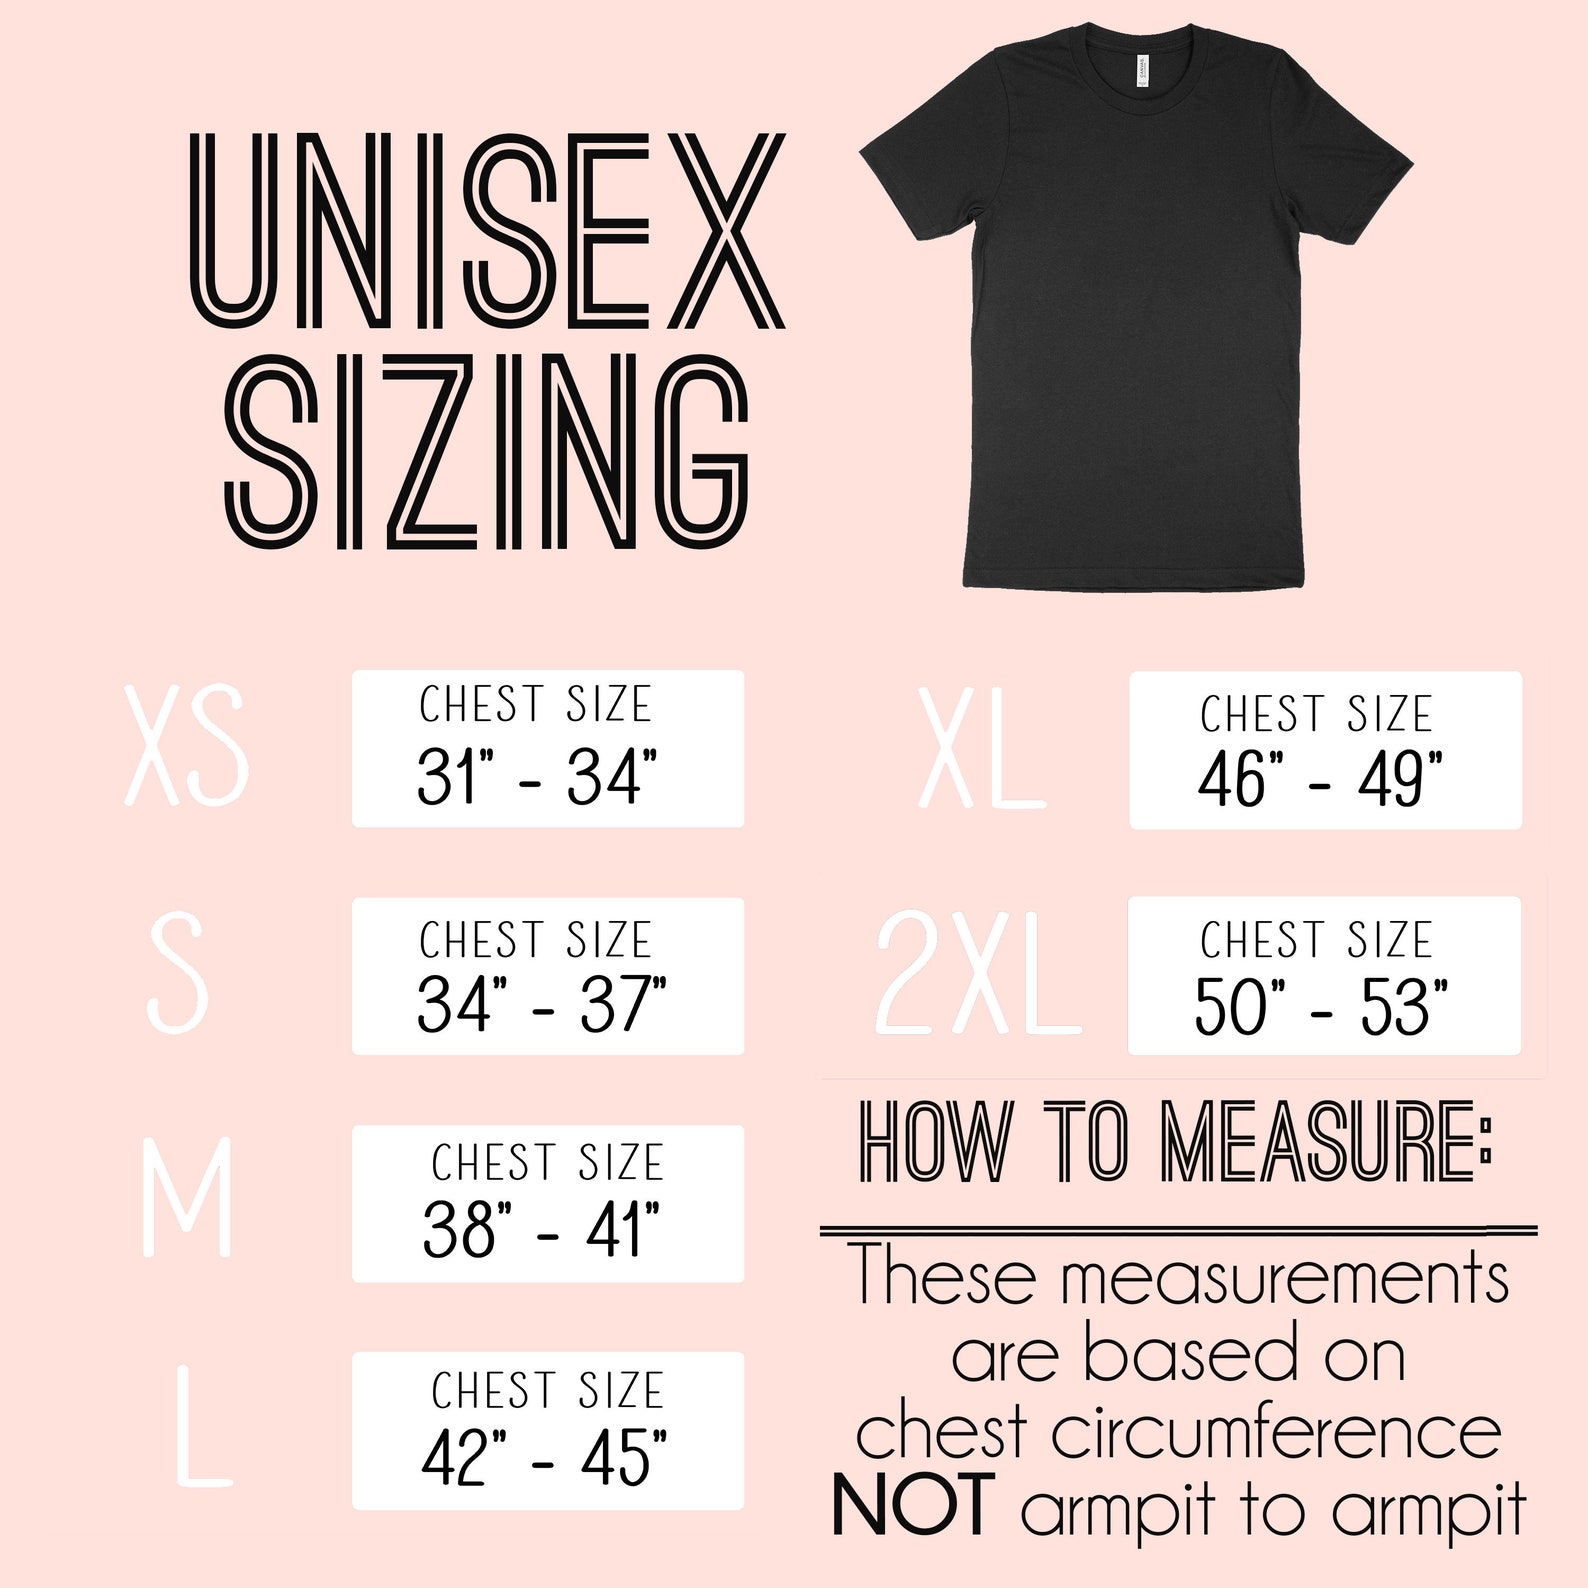 CANVAS.
UNISEX
SIZING
XS
CHEST SIZE
31” - 34”
S
CHEST SIZE
34” - 37”
M
CHEST SIZE
38” - 41”
L
CHEST SIZE
42” - 45”
XL
CHEST SIZE
46” - 49”
2XL
CHEST SIZE
50” - 53”
HOW TO MEASURE:
These measurements
are based on
chest circumference
NOT armpit to armpit